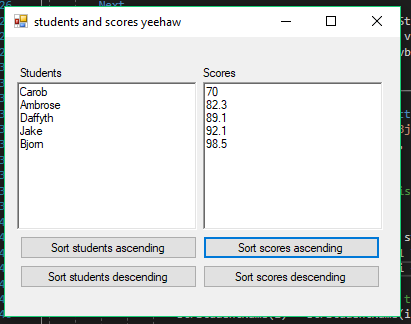 students and scores yeehaw
Students Scores
Carob 70
Ambrose 82.3
Daffyth 89.1
Jake 92.1
Bjorn 98.5
Sort students ascending Sort scores ascending
Sort students descending Sort scores descending